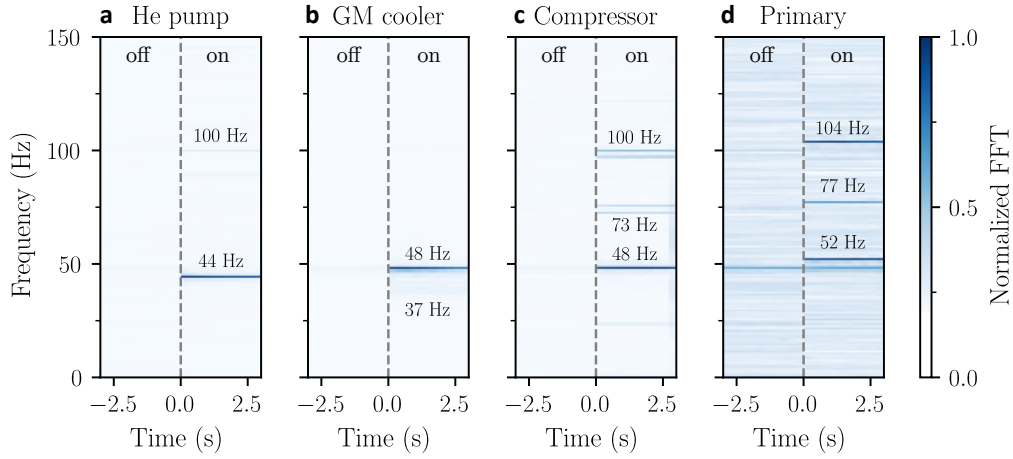 a He pump
b GM cooler
c Compressor
d Primary
150
100
50
0
Frequency (Hz)
off
on
100 Hz
44 Hz
−2.5
0.0
2.5
Time (s)
off
on
48 Hz
37 Hz
−2.5
0.0
2.5
Time (s)
off
on
100 Hz
73 Hz
48 Hz
−2.5
0.0
2.5
Time (s)
off
on
104 Hz
77 Hz
52 Hz
−2.5
0.0
2.5
Time (s)
1.0
0.5
0.0
Normalized FFT